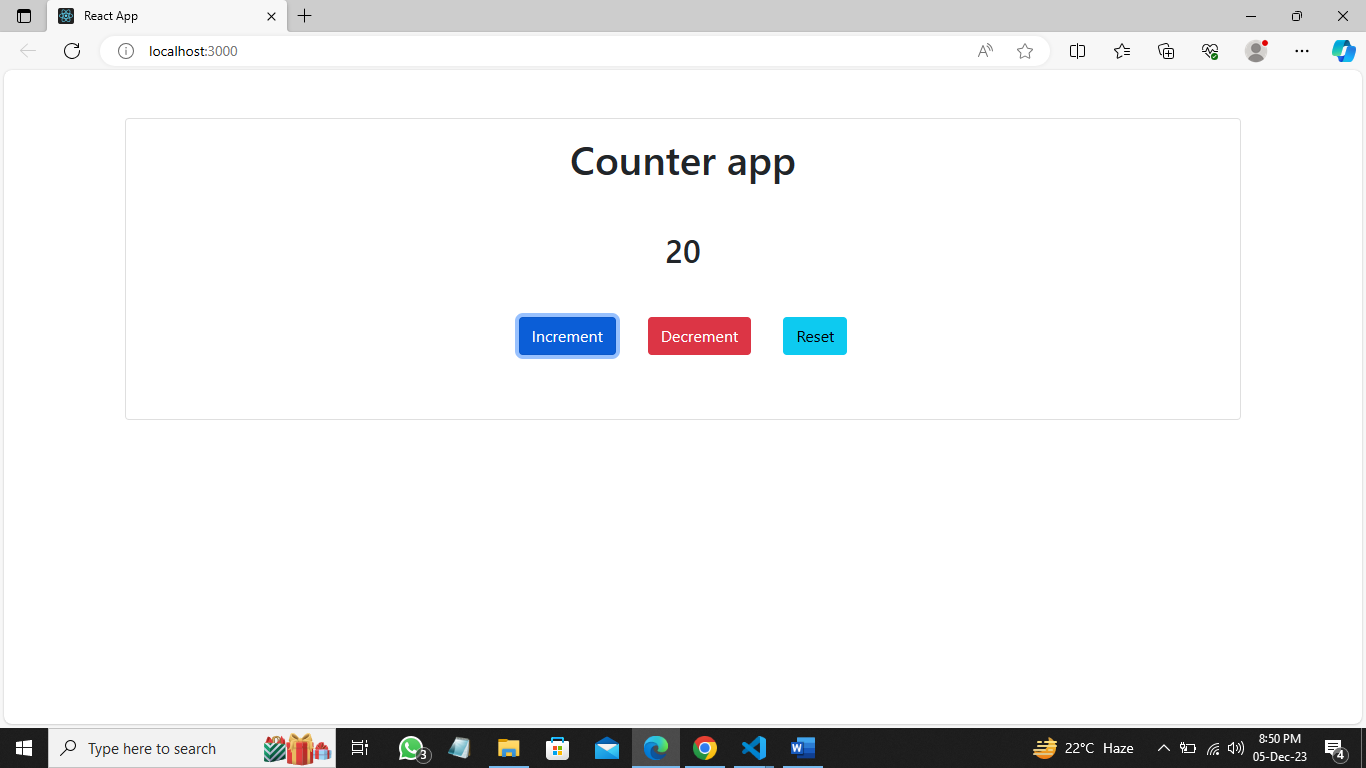 React App
localhost:3000
Counter app
20
Increment Decrement Reset
Type here to search
3
22°C Haze
8:50 PM
05-Dec-23
4